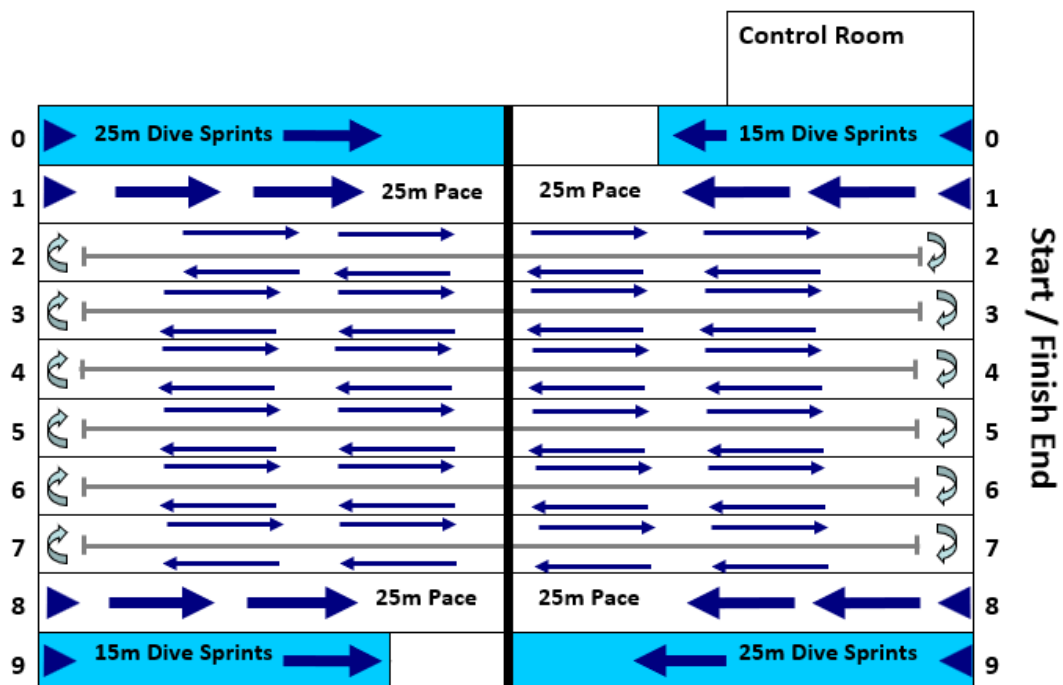 Control Room
0 25m Dive Sprints 15m Dive Sprints 0
1 25m Pace 25m Pace 1
2 2
3 3
4 4
5 5
6 6
7 7
8 25m Pace 25m Pace 8
9 15m Dive Sprints 25m Dive Sprints 9
Start / Finish End